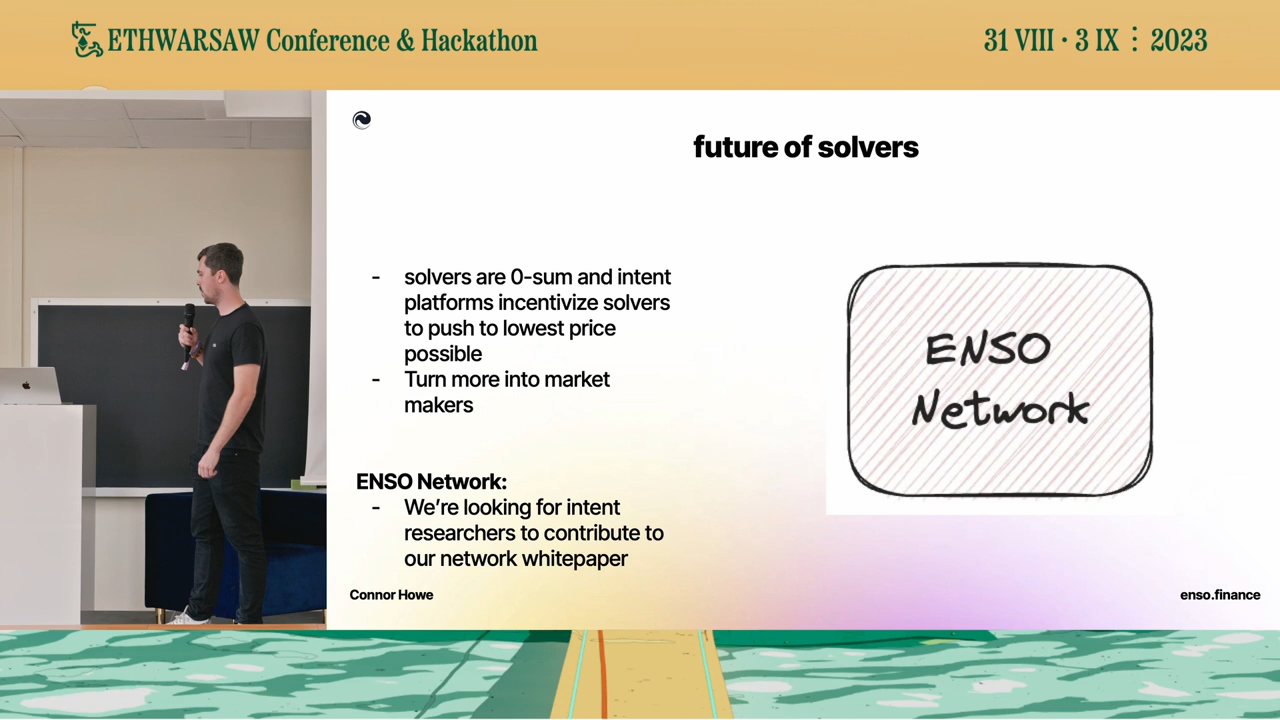 ETHWARSAW Conference & Hackathon
31 VIII · 3 IX ⋮ 2023
future of solvers
- solvers are 0-sum and intent
platforms incentivize solvers
to push to lowest price
possible
- Turn more into market
makers
ENSO Network:
- We’re looking for intent
researchers to contribute to
our network whitepaper
ENSO
Network
Connor Howe
enso.finance